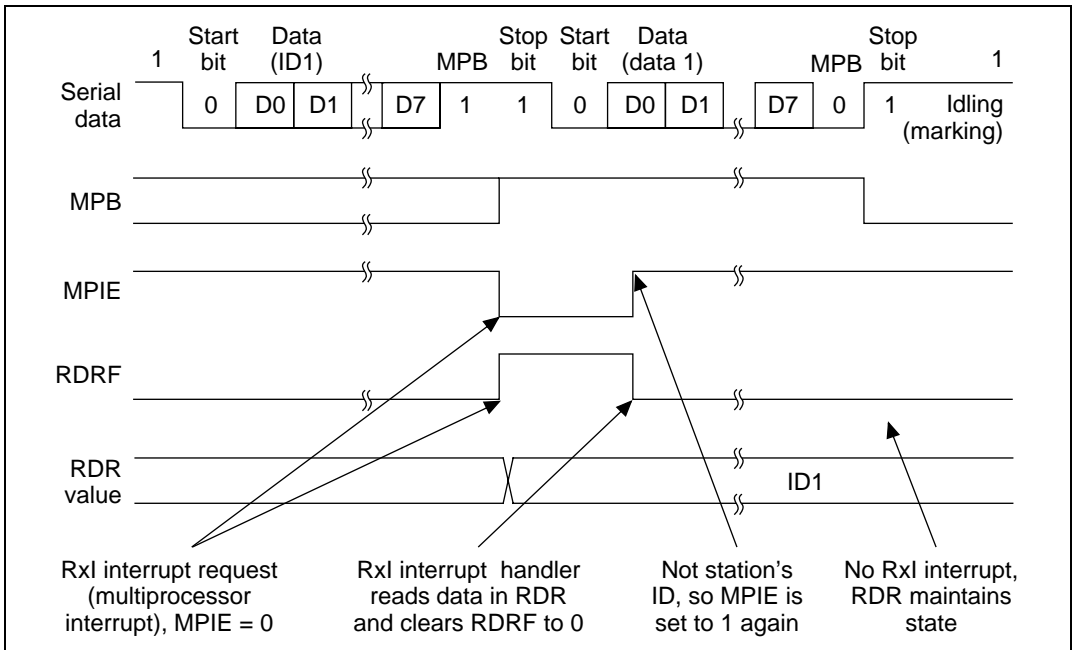 1 Start bit Data (ID1) MPB Stop bit Start bit Data (data 1) MPB Stop bit 1
Serial data 0 D0 D1 D7 1 1 0 D0 D1 D7 0 1 Idling (marking)
MPB
MPIE
RDRF
RDR value ID1
RxI interrupt request (multiprocessor interrupt), MPIE = 0
RxI interrupt handler reads data in RDR and clears RDRF to 0
Not station's ID, so MPIE is set to 1 again
No RxI interrupt, RDR maintains state